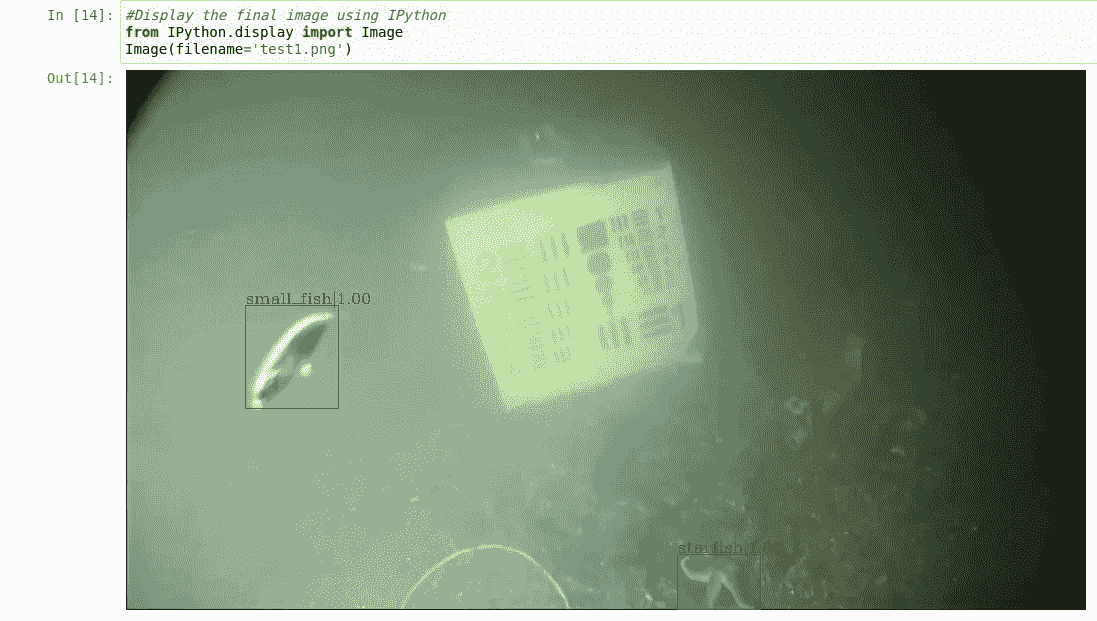 In [14]:
#Display the final image using IPython
from IPython.display import Image
Image(filename='test1.png')
Out[14]:
small_fish|1.00